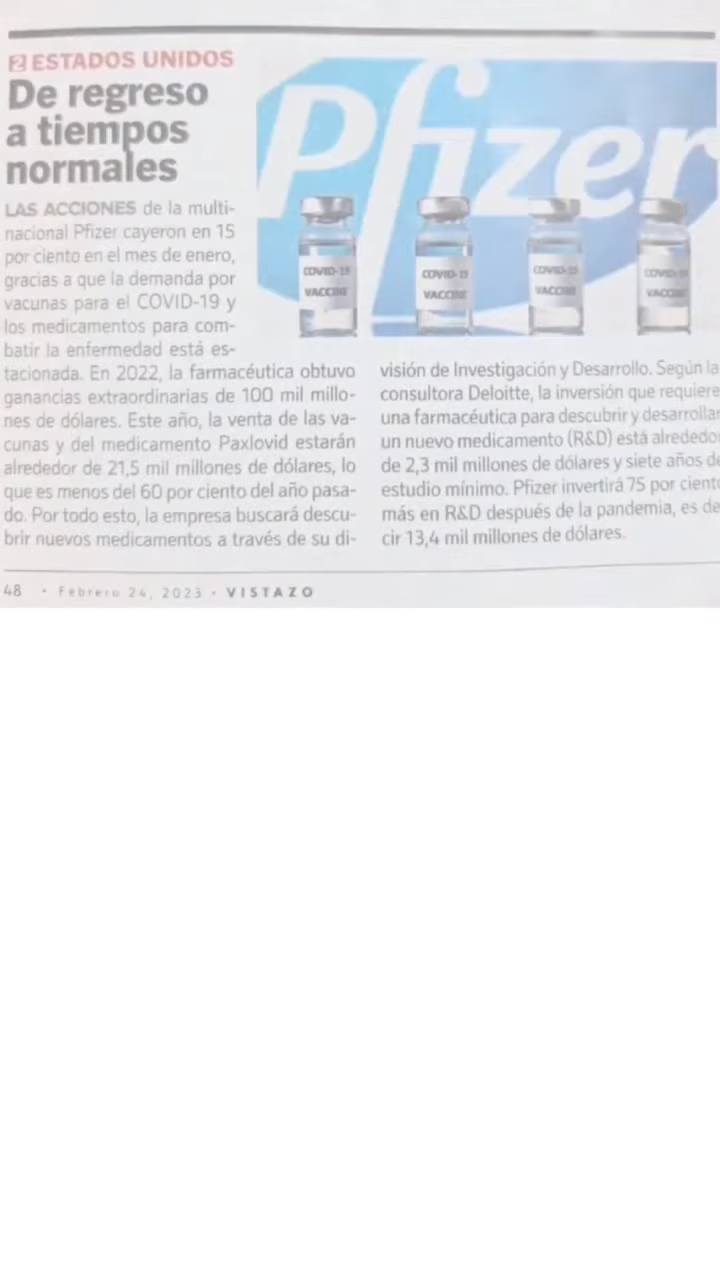 ESTADOS UNIDOS
De regreso
a tiempos
normales
LAS ACCIONES de la multi-
nacional Pfizer cayeron en 15
por ciento en el mes de enero,
gracias a que la demanda por
vacunas para el COVID-19 y
los medicamentos para com-
batir la enfermedad está es-
tacionada. En 2022, la farmacéutica obtuvo
ganancias extraordinarias de 100 mil millo-
nes de dólares. Este año, la venta de las va-
cunas y del medicamento Paxlovid estarán
alrededor de 21,5 mil millones de dólares, lo
que es menos del 60 por ciento del año pasa-
do. Por todo esto, la empresa buscará descu-
brir nuevos medicamentos a través de su di-
Pfizer
COVID-19
VACCINE
COVID-19
VACCINE
COVID-19
VACCINE
COVID-19
VACCINE
visión de Investigación y Desarrollo. Según la
consultora Deloitte, la inversión que requiere
una farmacéutica para descubrir y desarrollar
un nuevo medicamento (R&D) está alrededor
de 2,3 mil millones de dólares y siete años de
estudio mínimo. Pfizer invertirá 75 por ciento
más en R&D después de la pandemia, es de
cir 13,4 mil millones de dólares.
48 • Febrero 24, 2023 • VISTAZO